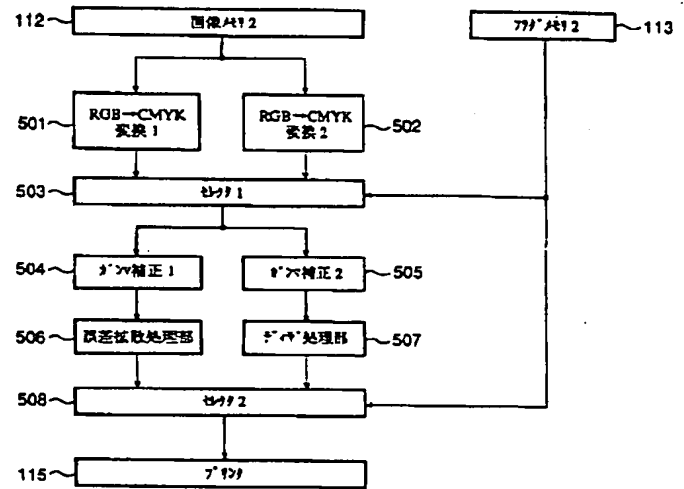 112
画像ﾒﾓﾘ2
ﾌﾗｸﾞﾒﾓﾘ2
113
501
RGB→CMYK
変換1
RGB→CMYK
変換2
502
503
ｾﾚｸﾀ1
504
ｶﾞﾝﾏ補正1
ｶﾞﾝﾏ補正2
505
506
誤差拡散処理部
ﾃﾞｨｻﾞ処理部
507
508
ｾﾚｸﾀ2
115
ﾌﾟﾘﾝﾀ